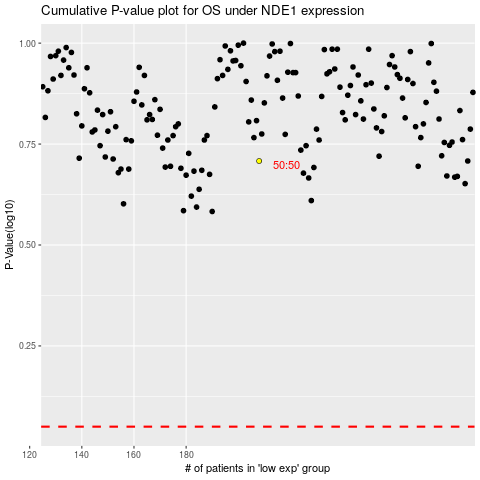 Cumulative P-value plot for OS under NDE1 expression
P-Value(log10)
1.00
0.75
0.50
0.25
50:50
120 140 160 180
# of patients in 'low exp' group